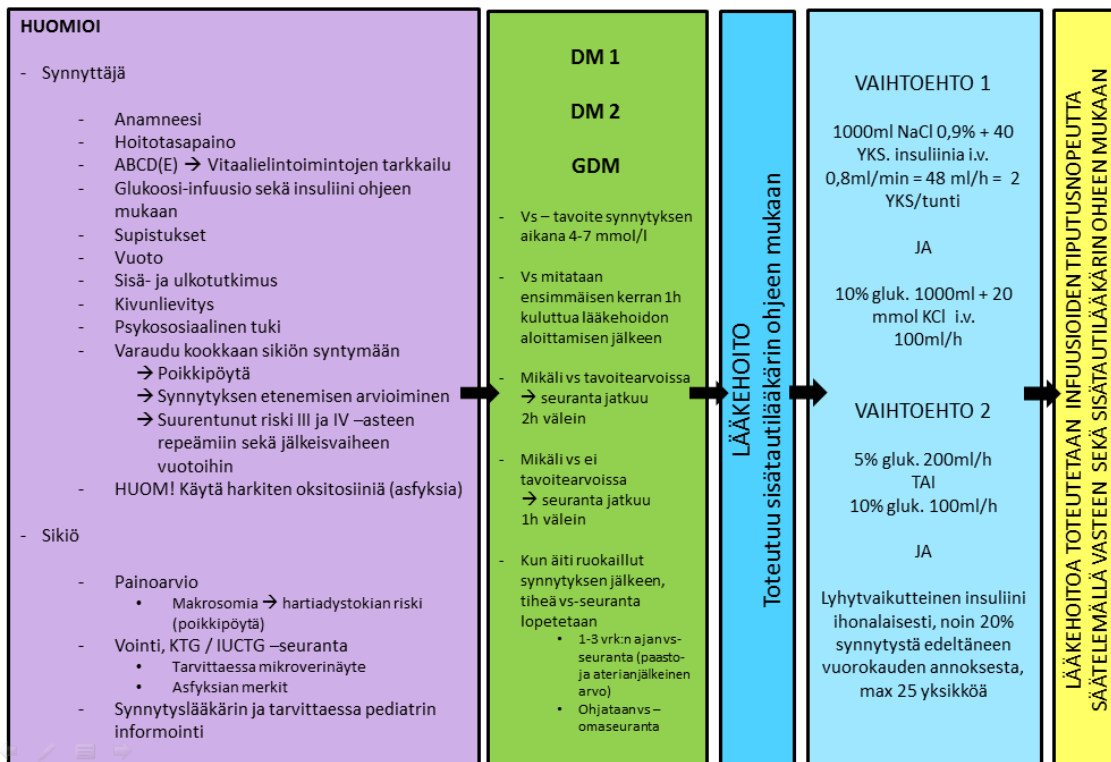 HUOMIOI
- Synnyttäjä
- Anamneesi
- Hoitotasapaino
- ABCD(E) → Vitaalielintoimintojen tarkkailu
- Glukoosi-infuusio sekä insuliini ohjeen
mukaan
- Supistukset
- Vuoto
- Sisä- ja ulkotutkimus
- Kivunlievitys
- Psykososiaalinen tuki
- Varaudu kookkaan sikiön syntymään
→ Poikkipöytä
→ Synnytyksen etenemisen arvioiminen
→ Suurentunut riski III ja IV –asteen
repeämiin sekä jälkeisvaiheen
vuotoihin
- HUOM! Käytä harkiten oksitosiiniä (asfyksia)
- Sikiö
- Painoarvio
• Makrosomia → hartiadystokian riski
(poikkipöytä)
- Vointi, KTG / IUCTG –seuranta
• Tarvittaessa mikroverinäyte
• Asfyksian merkit
- Synnytyslääkärin ja tarvittaessa pediatrin
informointi
DM 1
DM 2
GDM
- Vs – tavoite synnytyksen
aikana 4-7 mmol/l
- Vs mitataan
ensimmäisen kerran 1h
kuluttua lääkehoidon
aloittamisen jälkeen
- Mikäli vs tavoitearvoissa
→ seuranta jatkuu
2h välein
- Mikäli vs ei
tavoitearvoissa
→ seuranta jatkuu
1h välein
- Kun äiti ruokaillut
synnytyksen jälkeen,
tiheä vs-seuranta
lopetetaan
• 1-3 vrk:n ajan vs-
seuranta (paasto-
ja aterianjälkeinen
arvo)
• Ohjataan vs –
omaseuranta
LÄÄKEHOITO
Toteutuu sisätautilääkärin ohjeen mukaan
VAIHTOEHTO 1
1000ml NaCl 0,9% + 40
YKS. insuliinia i.v.
0,8ml/min = 48 ml/h = 2
YKS/tunti
JA
10% gluk. 1000ml + 20
mmol KCl i.v.
100ml/h
VAIHTOEHTO 2
5% gluk. 200ml/h
TAI
10% gluk. 100ml/h
JA
Lyhytvaikutteinen insuliini
ihonalaisesti, noin 20%
synnytystä edeltäneen
vuorokauden annoksesta,
max 25 yksikköä
LÄÄKEHOITOA TOTEUTETAAN INFUUSIOIDEN TIPUTUSNOPEUTTA
SÄÄTELEMÄLLÄ VASTEEN SEKÄ SISÄTAUTILÄÄKÄRIN OHJEEN MUKAAN